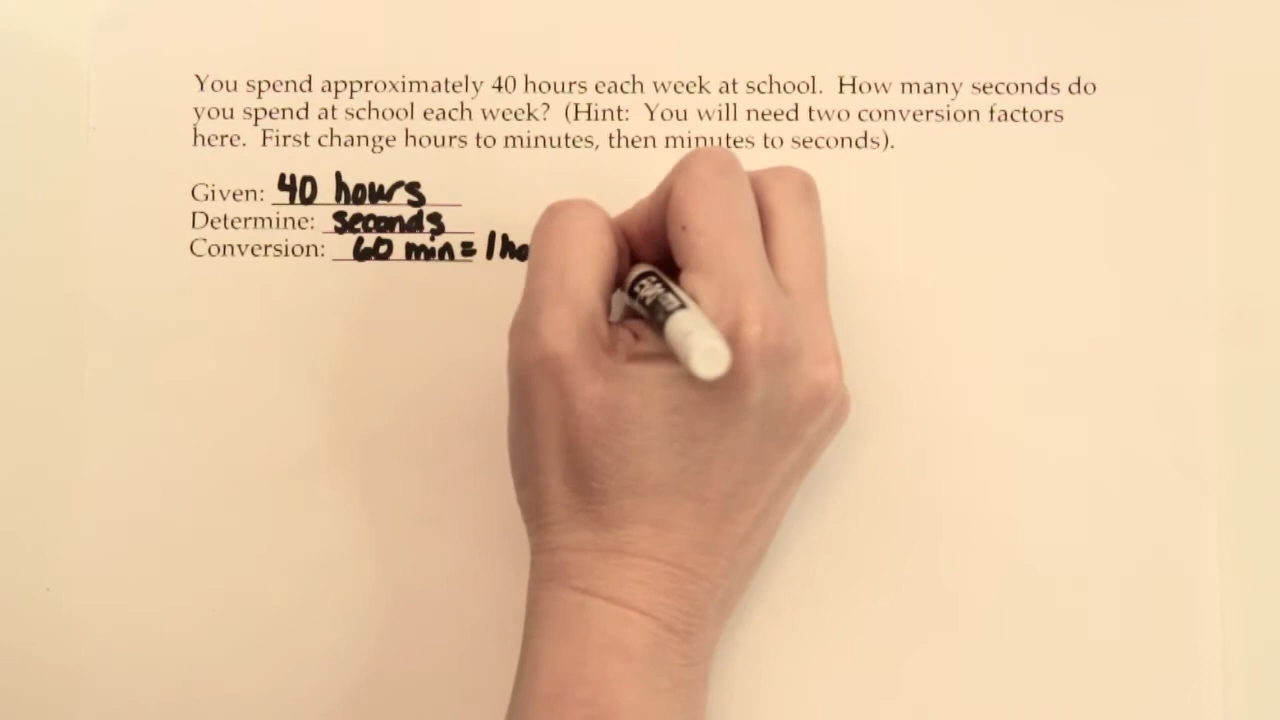 You spend approximately 40 hours each week at school. How many seconds do
you spend at school each week? (Hint: You will need two conversion factors
here. First change hours to minutes, then minutes to seconds).
Given: 40 hours
Determine: seconds
Conversion: 60 min = 1 ho